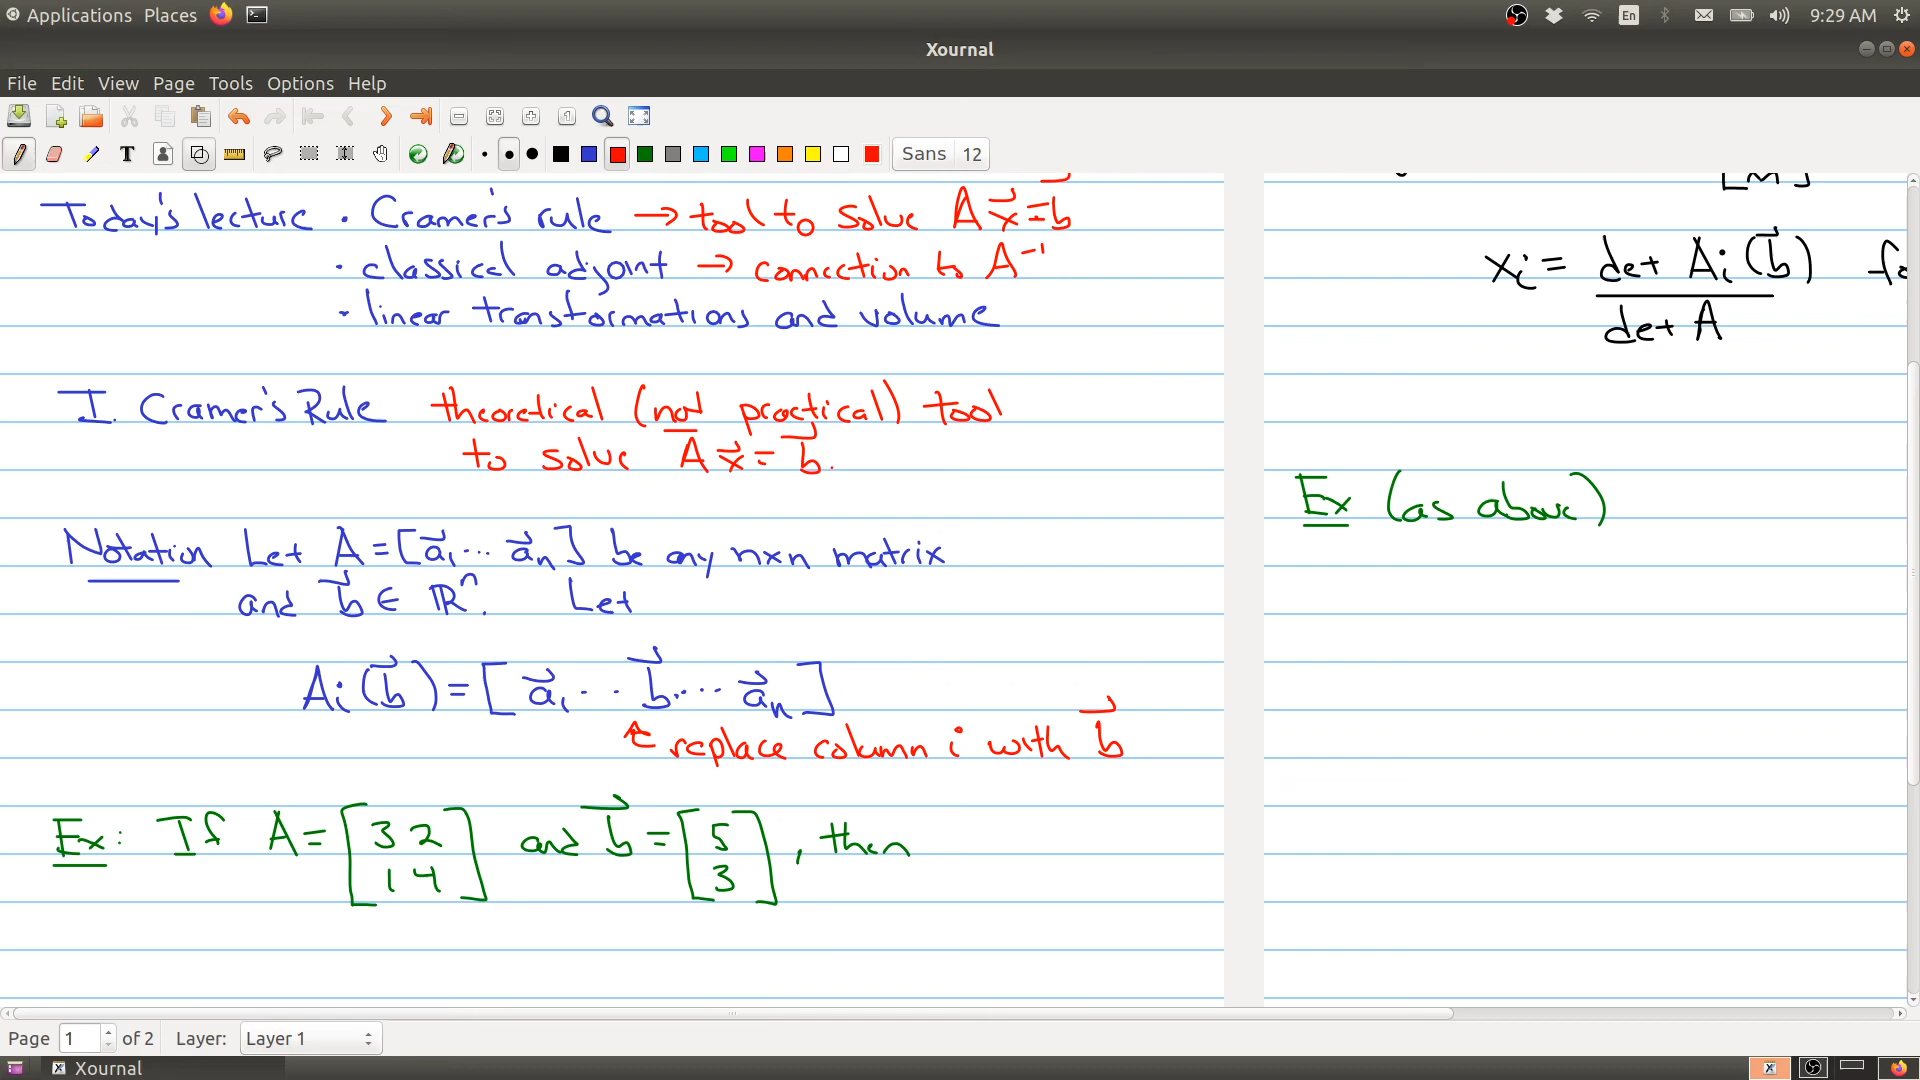 Applications Places En 9:29 AM
Xournal
File Edit View Page Tools Options Help
T Sans 12
Today's lecture · Cramer's rule → tool to solve Ax⃗=b⃗
· classical adjoint → connection to A⁻¹
· linear transformations and volume
I. Cramer's Rule theoretical (not practical) tool
to solve Ax⃗=b⃗.
Notation Let A=[a⃗₁··· a⃗ₙ] be any nxn matrix
and b⃗ ∈ ℝⁿ. Let
Aᵢ(b⃗)=[a⃗₁··· b⃗···· a⃗ₙ]
↑ replace column i with b⃗
Ex: If A=[3 2
1 4] and b⃗=[5
3], then
xᵢ = det Aᵢ(b⃗)
det A
Ex (as above)
Page 1 of 2 Layer: Layer 1
Xournal